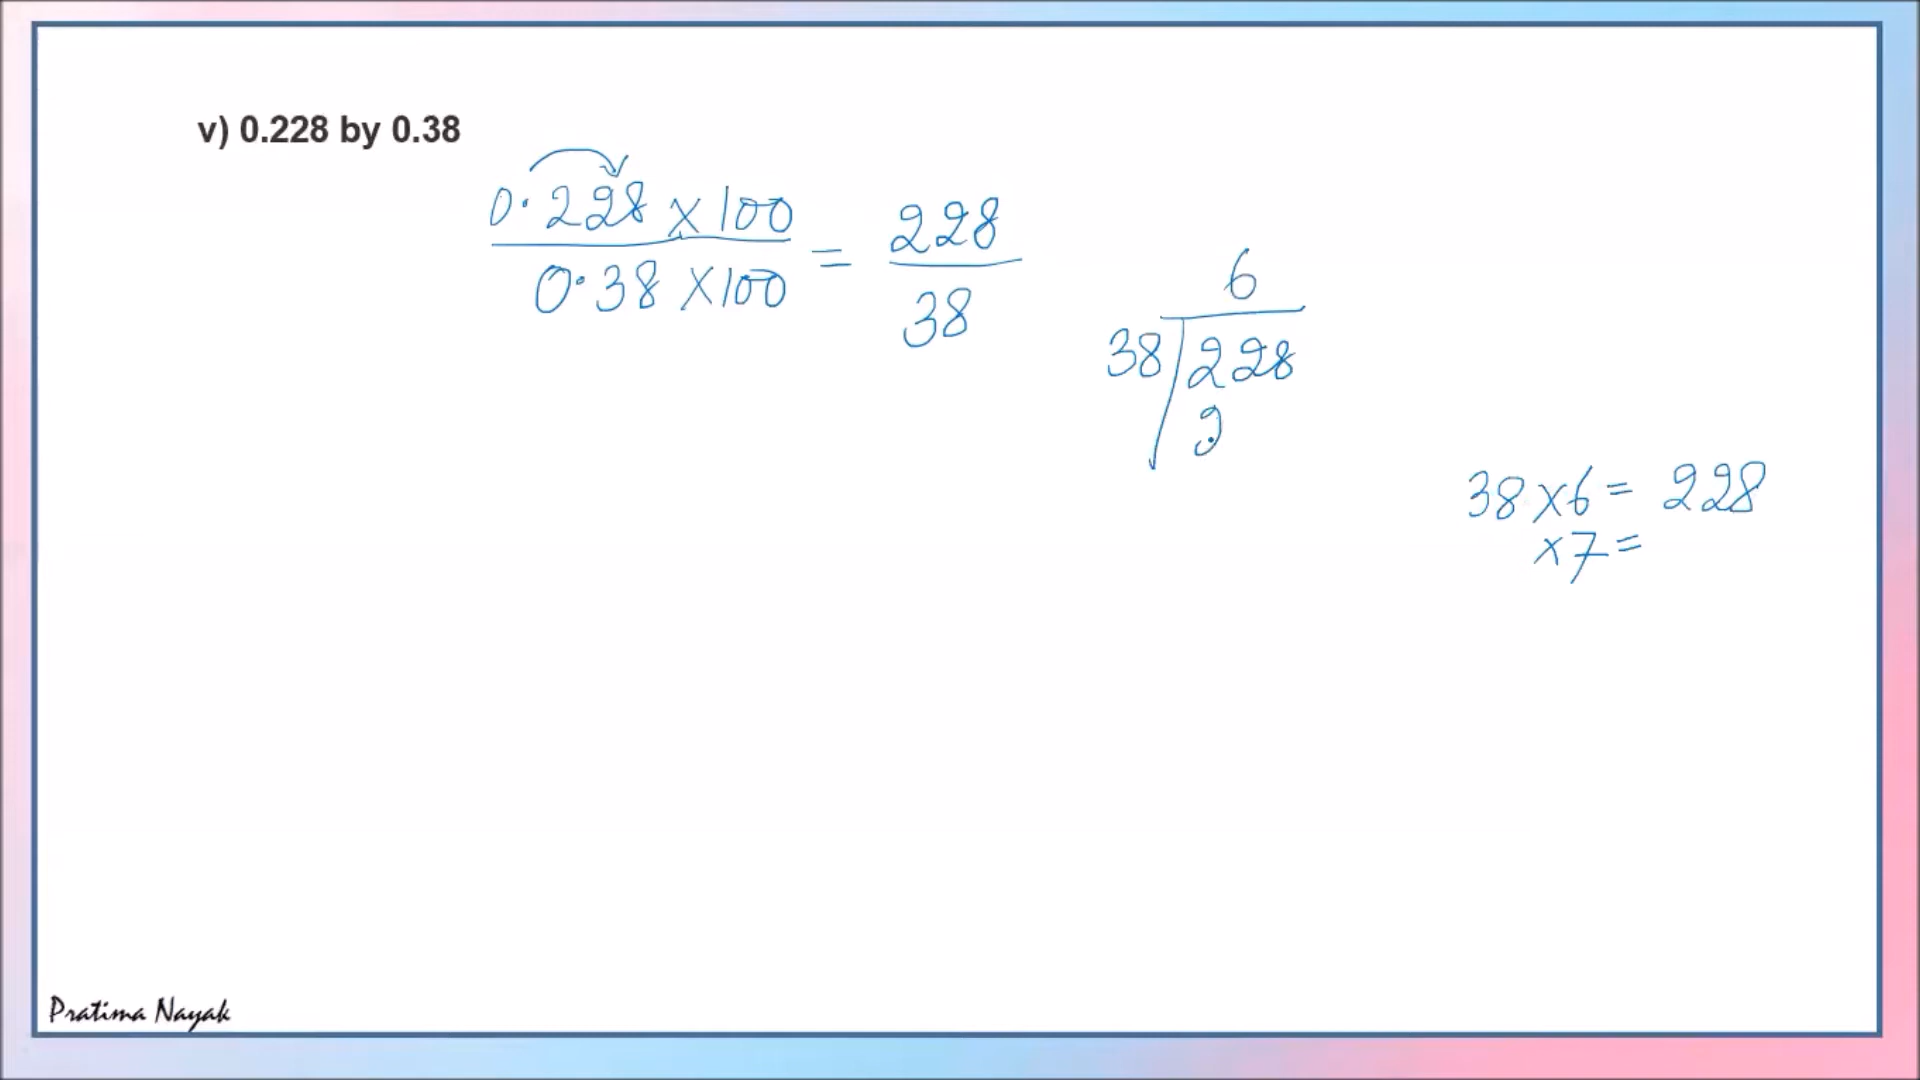 v) 0.228 by 0.38
0.228 x 100
0.38 x 100
=
228
38
6
38 228
2
38 x 6 = 228
x 7 =
Pratima Nayak